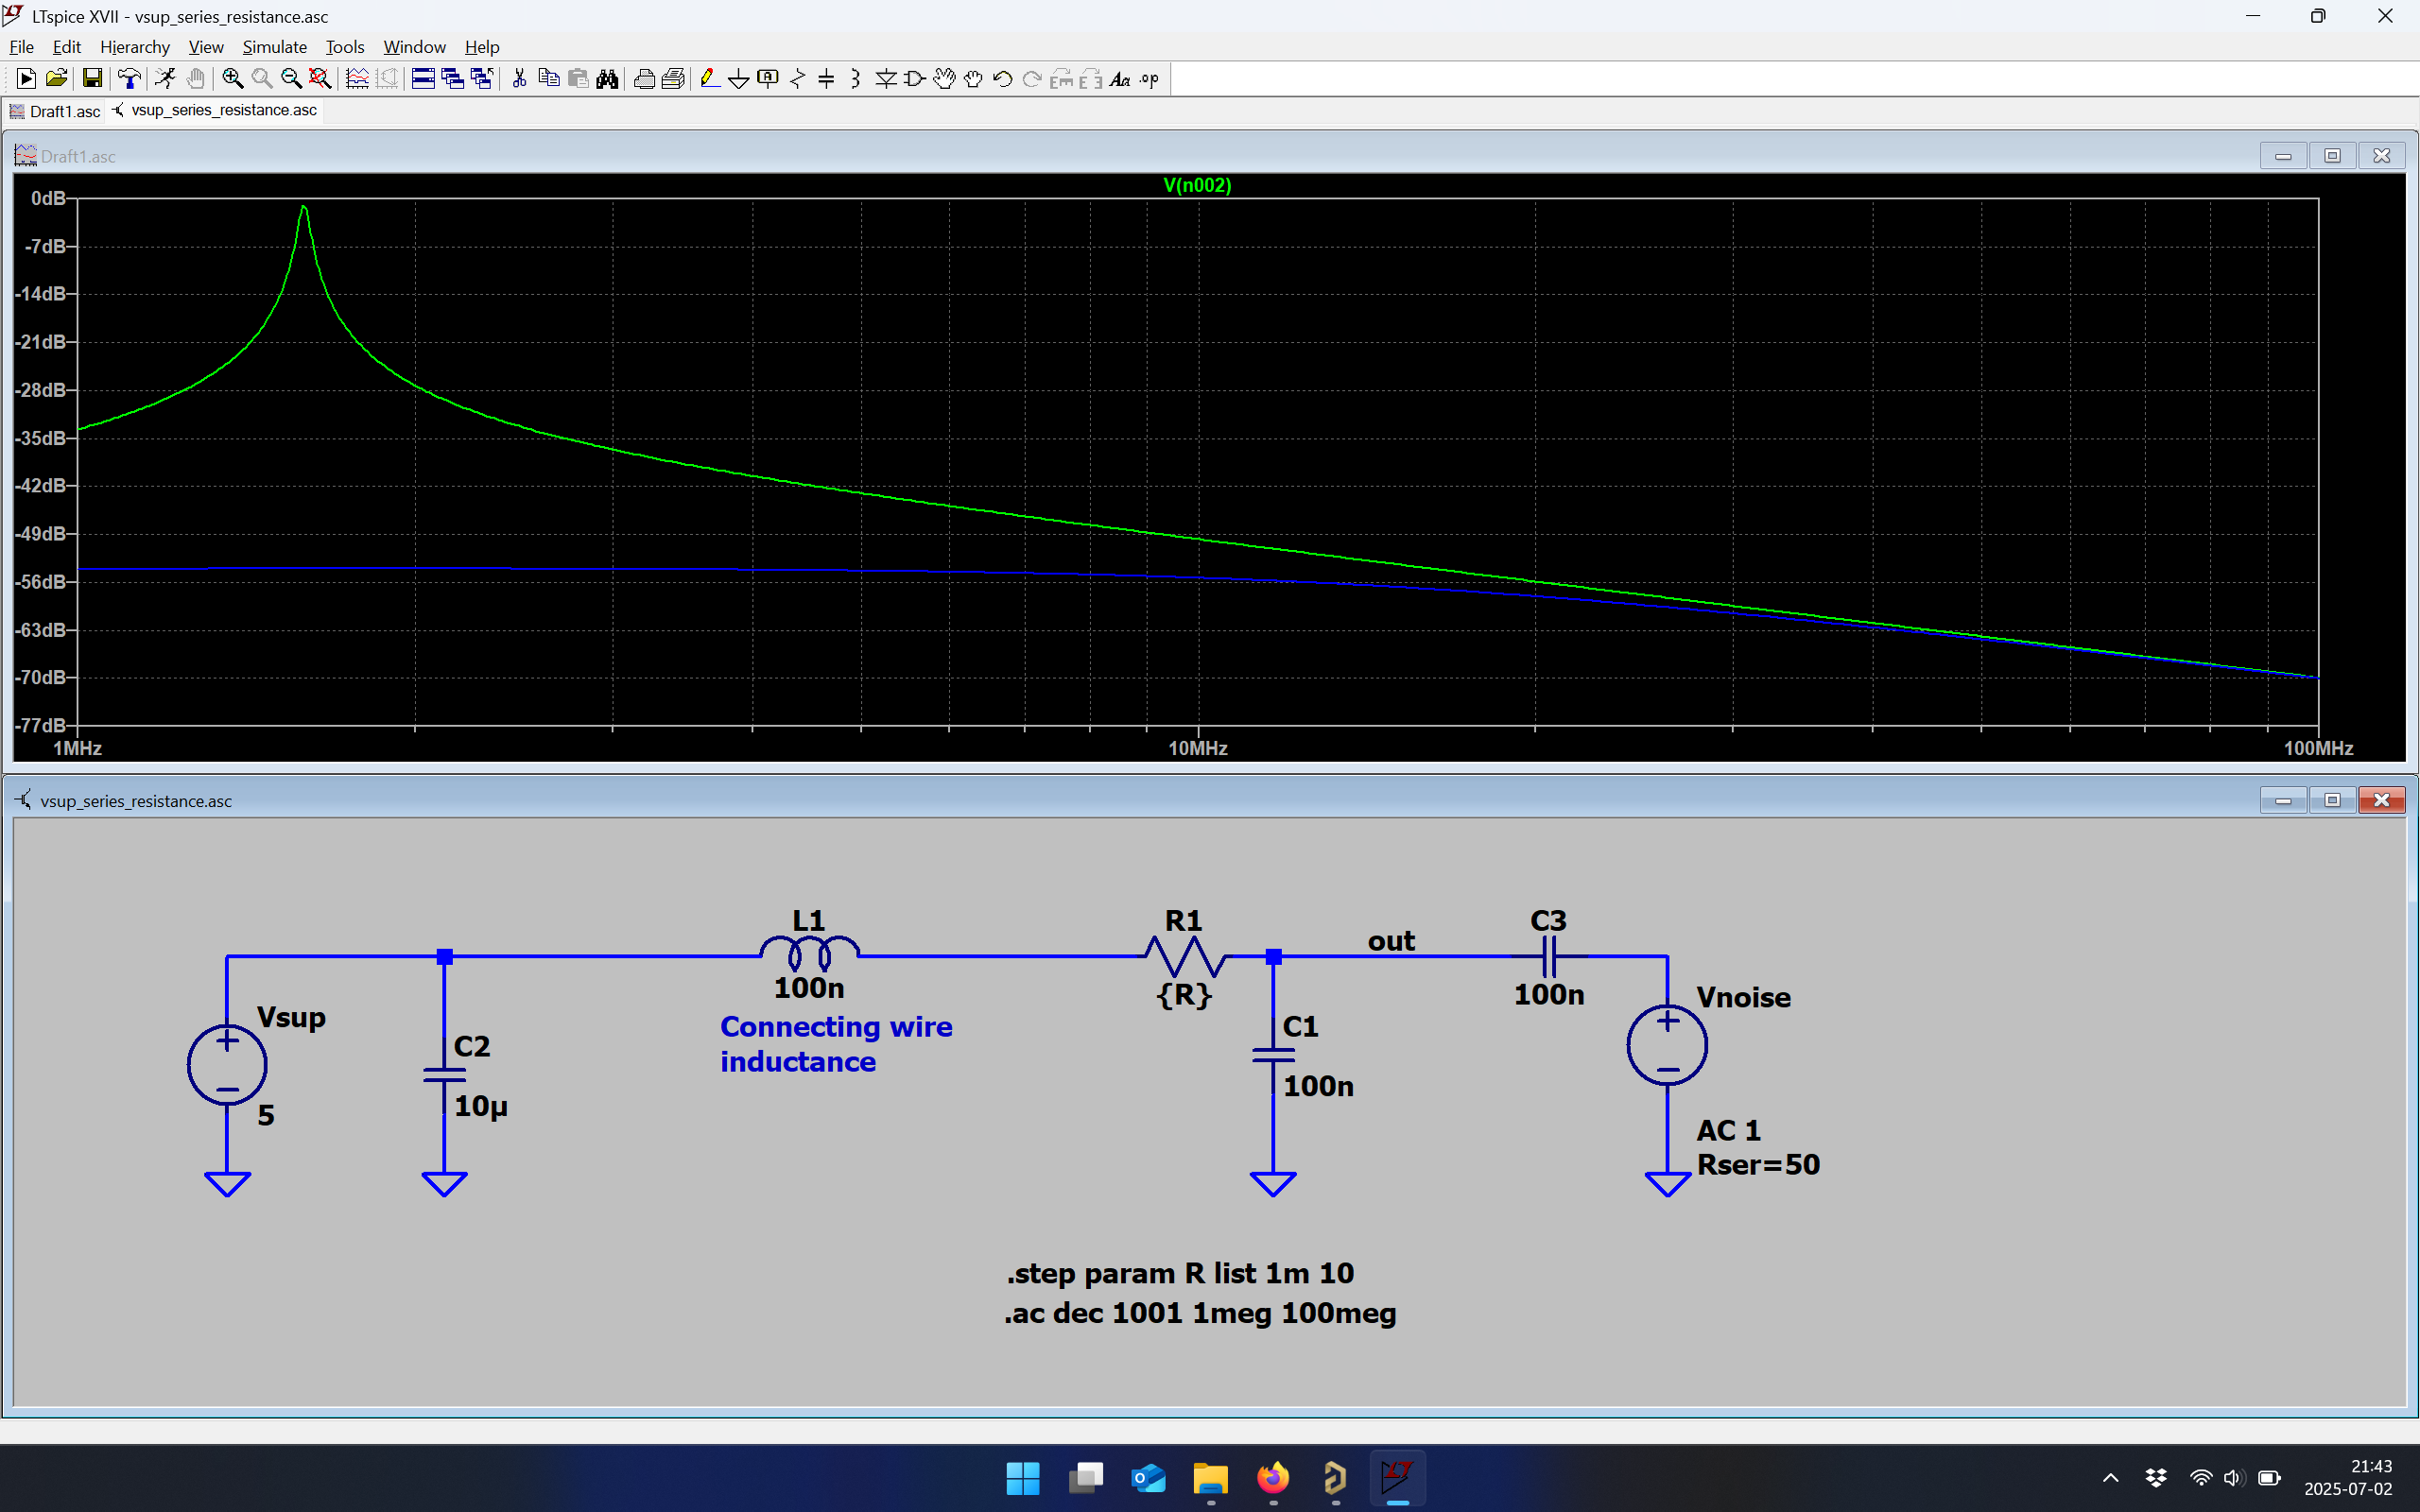 LTspice XVII - vsup_series_resistance.asc
File Edit Hierarchy View Simulate Tools Window Help
Draft1.asc vsup_series_resistance.asc
Draft1.asc
V(n002)
0dB
-7dB
-14dB
-21dB
-28dB
-35dB
-42dB
-49dB
-56dB
-63dB
-70dB
-77dB
1MHz 10MHz 100MHz
vsup_series_resistance.asc
L1 R1 C3
out
100n {R} 100n Vnoise
Vsup Connecting wire C1
inductance
C2
100n
10µ
5
AC 1
Rser=50
.step param R list 1m 10
.ac dec 1001 1meg 100meg
21:43
2025-07-02